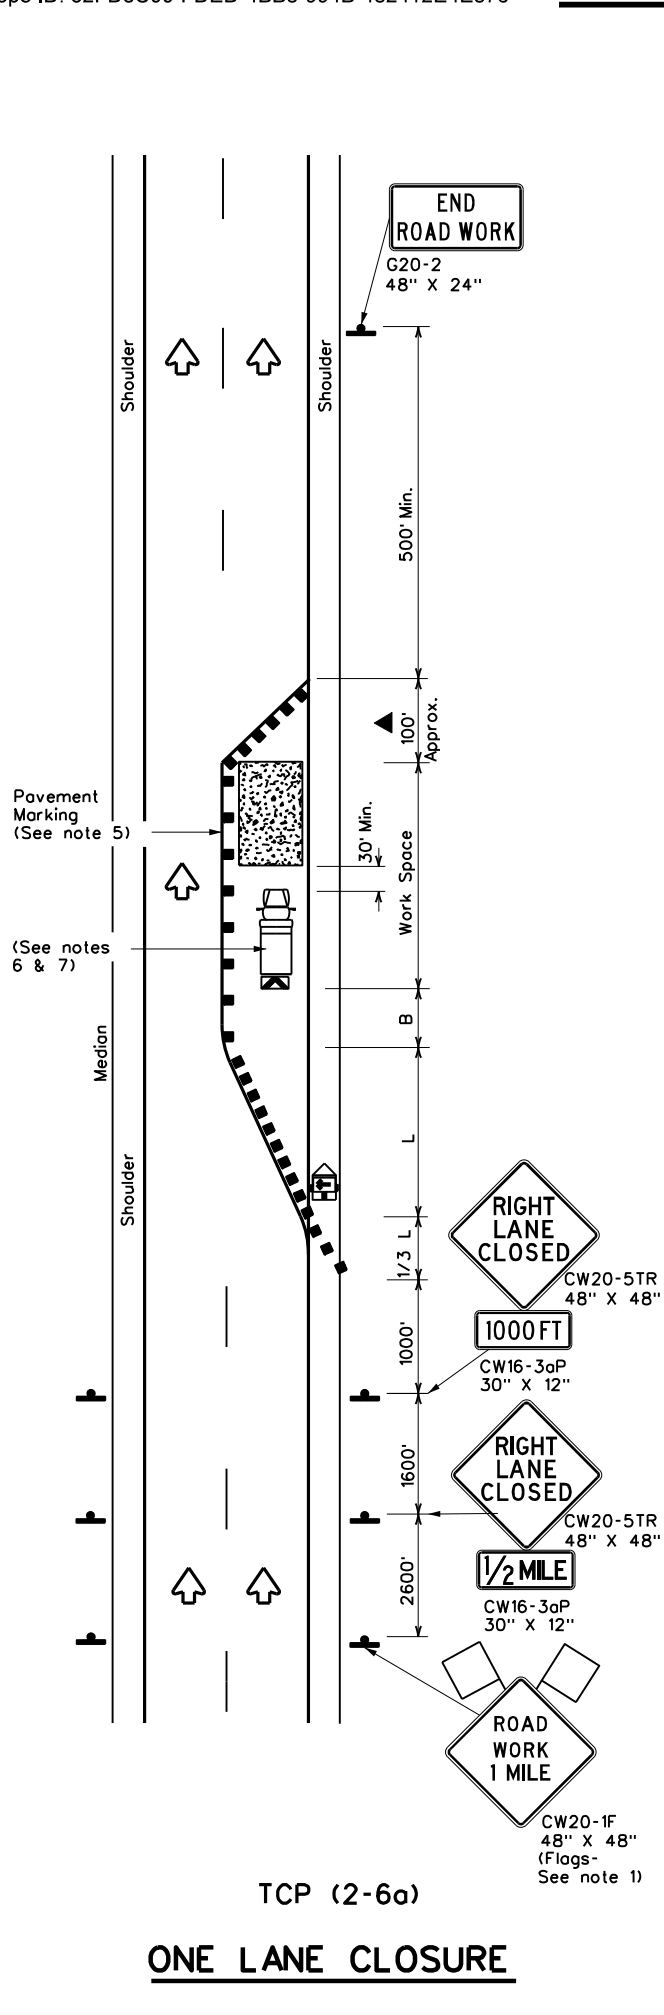 END
ROAD WORK
G20-2
48" X 24"
Shoulder
Shoulder
500' Min.
100'
Approx.
Pavement
Marking
(See note 5)
30' Min.
Work Space
(See notes
6 & 7)
B
Median
L
Shoulder
RIGHT
LANE
CLOSED
1/3 L
CW20-5TR
48" X 48"
1000 FT
1000'
CW16-3aP
30" X 12"
RIGHT
LANE
CLOSED
1600'
CW20-5TR
48" X 48"
1/2 MILE
2600'
CW16-3aP
30" X 12"
ROAD
WORK
1 MILE
CW20-1F
48" X 48"
(Flags-
See note 1)
TCP (2-6a)
ONE LANE CLOSURE